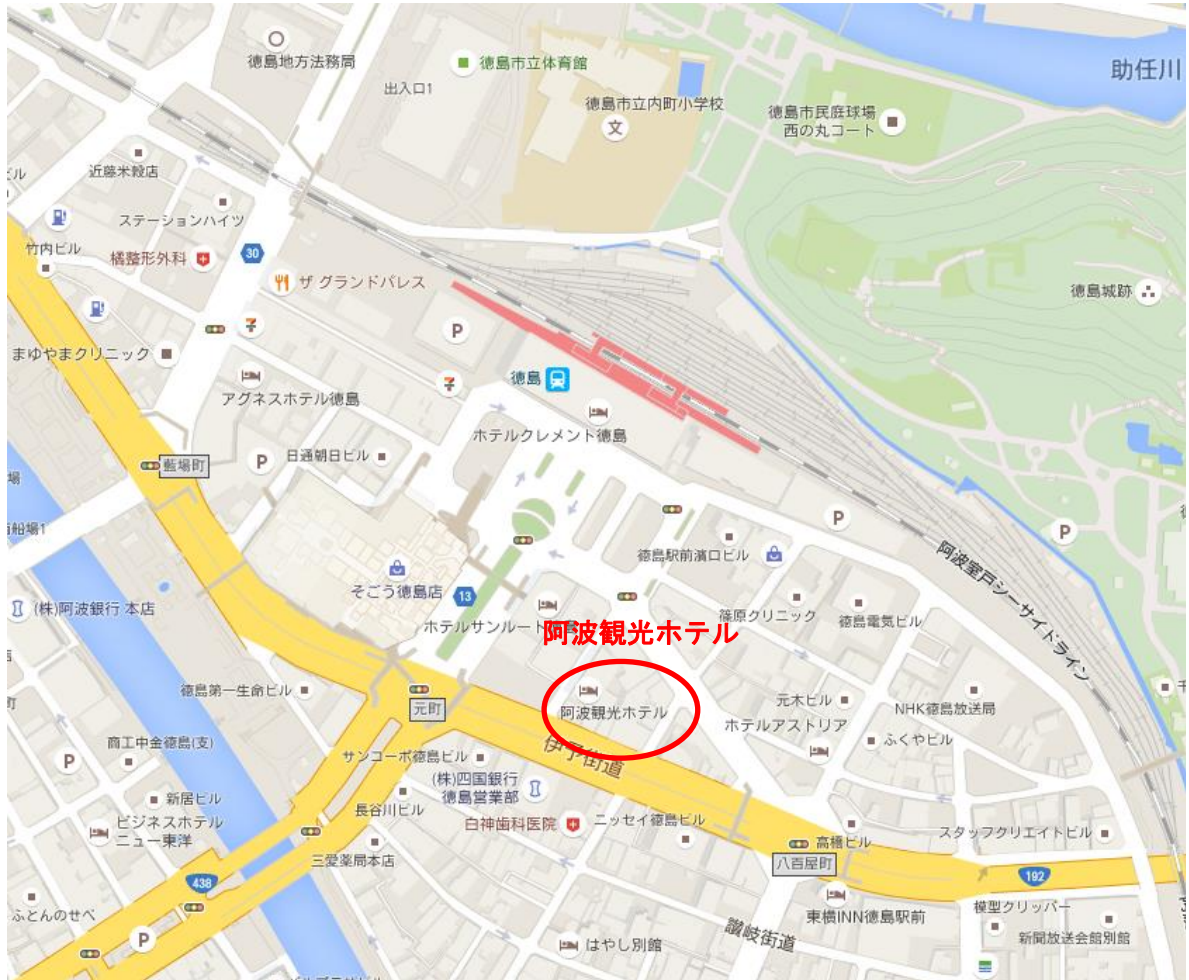 徳島地方法務局
徳島市立体育館
出入口1
助任川
徳島市立内町小学校
文
徳島市民庭球場
西の丸コート
近藤米穀店
ビル
ステーションハイツ
竹内ビル
橘整形外科
30
ザ グランドパレス
徳島城跡
P
まゆやまクリニック
徳島
アグネスホテル徳島
ホテルクレメント徳島
日通朝日ビル
P
藍場町
場
P
P
船場1
徳島駅前濱口ビル
阿波室戸シーサイドライン
そごう徳島店
13
(株)阿波銀行 本店
ホテルサンルート
篠原クリニック
徳島電気ビル
阿波観光ホテル
徳島第一生命ビル
元町
阿波観光ホテル
元木ビル
NHK徳島放送局
ホテルアストリア
商工中金徳島(支)
伊予街道
ふくやビル
サンコーポ徳島ビル
P
(株)四国銀行
徳島営業部
新居ビル
長谷川ビル
ビジネスホテル
ニュー東洋
白神歯科医院
ニッセイ徳島ビル
高橋ビル
スタッフクリエイトビル
三愛薬局本店
八百屋町
192
438
ふとんのせべ
東横INN徳島駅前
模型クリッパー
P
讃岐街道
新聞放送会館別館
はやし別館